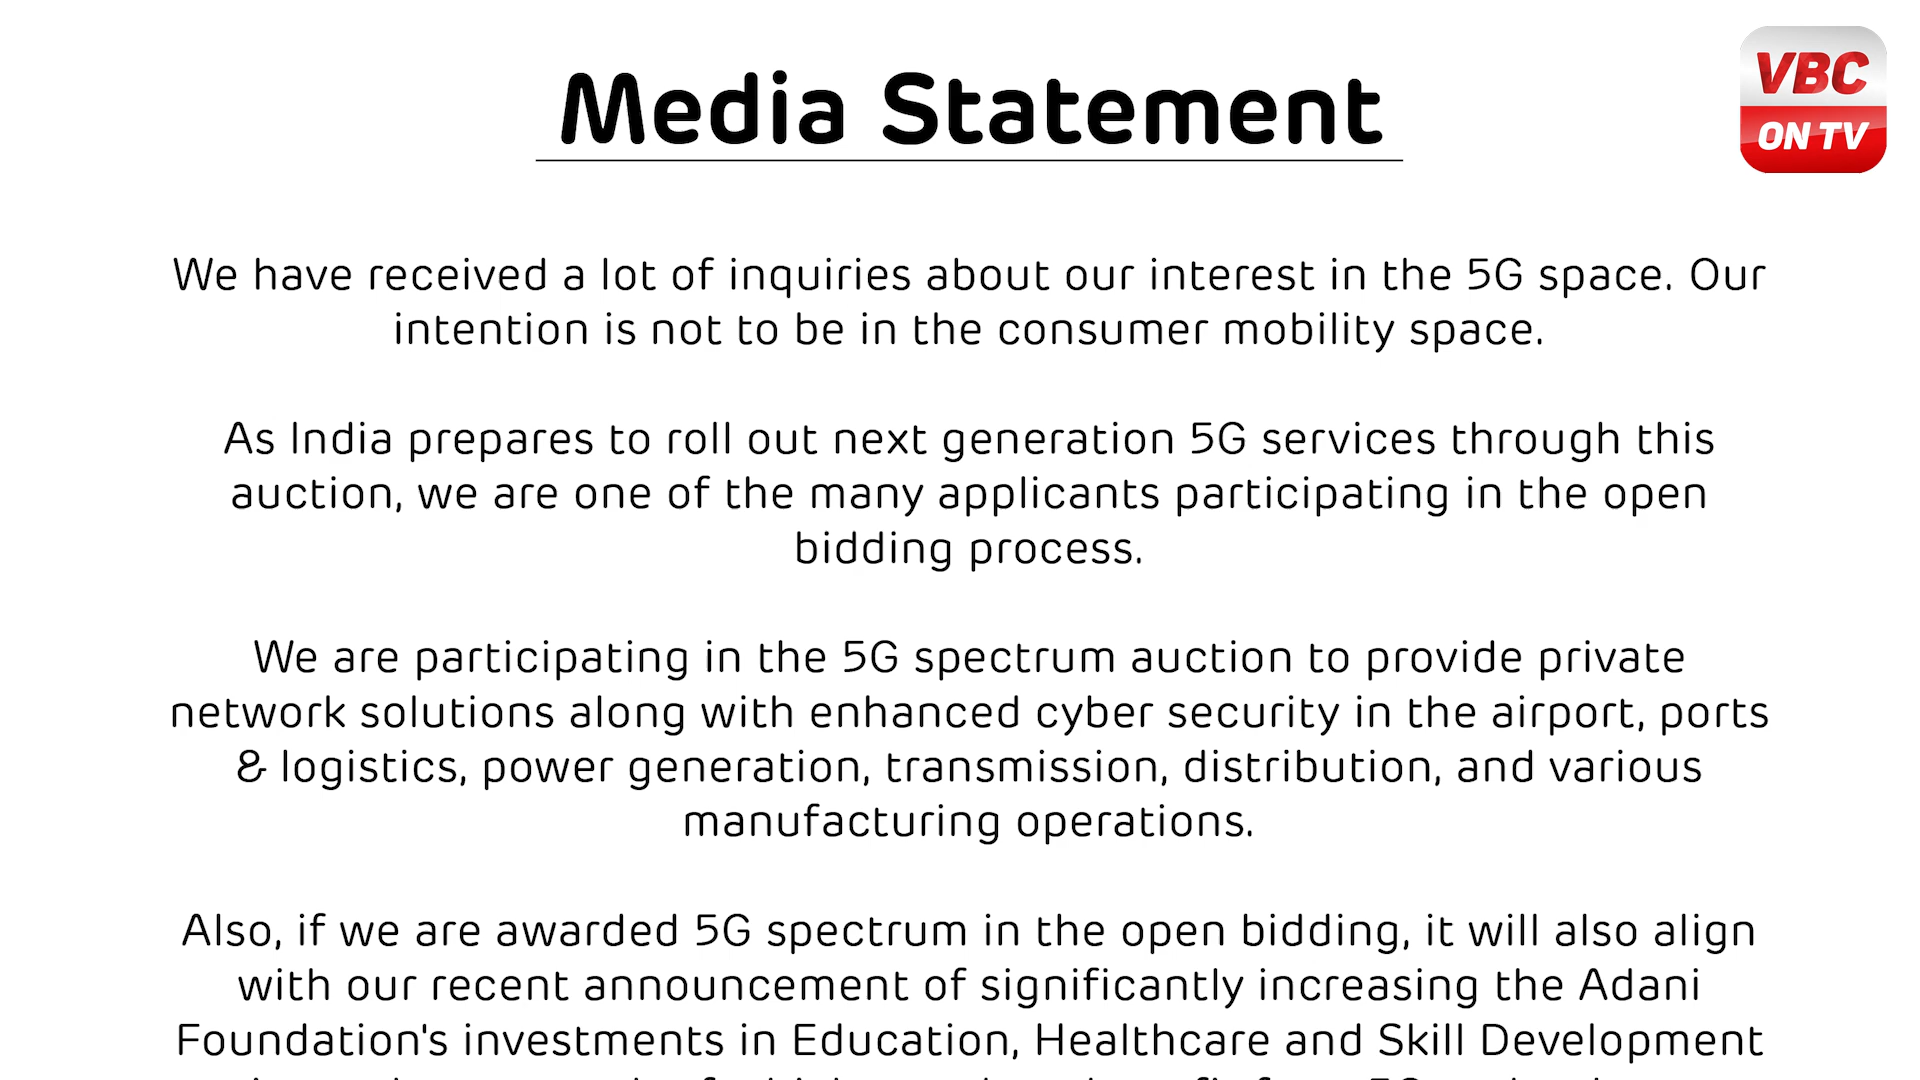 Media Statement
VBC
ON TV
We have received a lot of inquiries about our interest in the 5G space. Our
intention is not to be in the consumer mobility space.
As India prepares to roll out next generation 5G services through this
auction, we are one of the many applicants participating in the open
bidding process.
We are participating in the 5G spectrum auction to provide private
network solutions along with enhanced cyber security in the airport, ports
& logistics, power generation, transmission, distribution, and various
manufacturing operations.
Also, if we are awarded 5G spectrum in the open bidding, it will also align
with our recent announcement of significantly increasing the Adani
Foundation's investments in Education, Healthcare and Skill Development